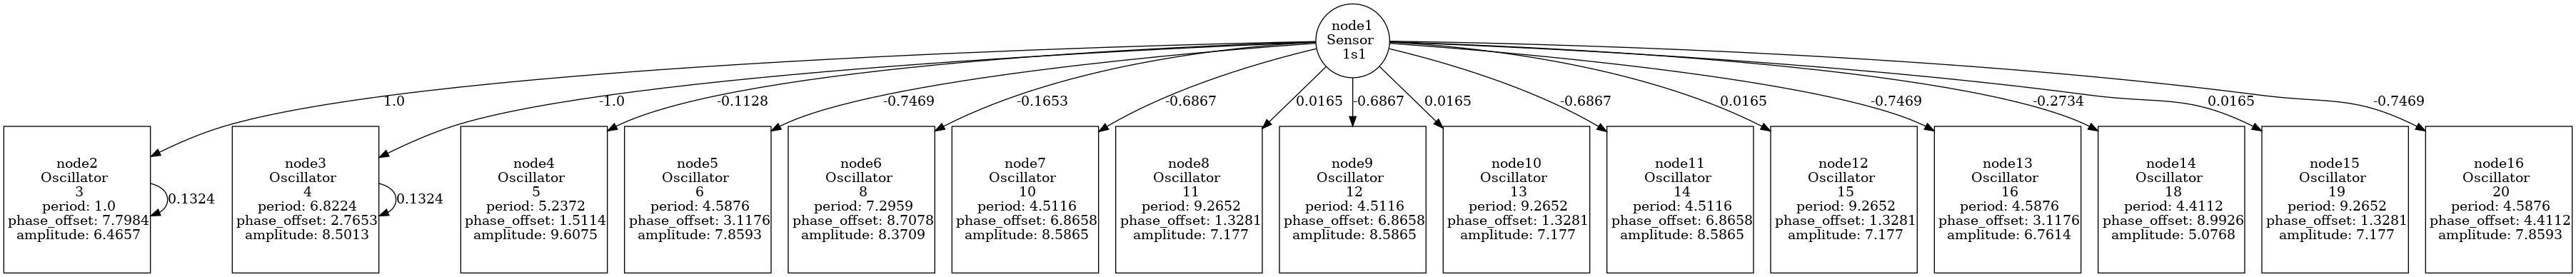 node1
Sensor
1s1
1.0
-1.0
-0.1128
-0.7469
-0.1653
-0.6867
0.0165
-0.6867
0.0165
-0.6867
0.0165
-0.7469
-0.2734
0.0165
-0.7469
node2
Oscillator
3
period: 1.0
phase_offset: 7.7984
amplitude: 6.4657
0.1324
node3
Oscillator
4
period: 6.8224
phase_offset: 2.7653
amplitude: 8.5013
0.1324
node4
Oscillator
5
period: 5.2372
phase_offset: 1.5114
amplitude: 9.6075
node5
Oscillator
6
period: 4.5876
phase_offset: 3.1176
amplitude: 7.8593
node6
Oscillator
8
period: 7.2959
phase_offset: 8.7078
amplitude: 8.3709
node7
Oscillator
10
period: 4.5116
phase_offset: 6.8658
amplitude: 8.5865
node8
Oscillator
11
period: 9.2652
phase_offset: 1.3281
amplitude: 7.177
node9
Oscillator
12
period: 4.5116
phase_offset: 6.8658
amplitude: 8.5865
node10
Oscillator
13
period: 9.2652
phase_offset: 1.3281
amplitude: 7.177
node11
Oscillator
14
period: 4.5116
phase_offset: 6.8658
amplitude: 8.5865
node12
Oscillator
15
period: 9.2652
phase_offset: 1.3281
amplitude: 7.177
node13
Oscillator
16
period: 4.5876
phase_offset: 3.1176
amplitude: 6.7614
node14
Oscillator
18
period: 4.4112
phase_offset: 8.9926
amplitude: 5.0768
node15
Oscillator
19
period: 9.2652
phase_offset: 1.3281
amplitude: 7.177
node16
Oscillator
20
period: 4.5876
phase_offset: 4.4112
amplitude: 7.8593